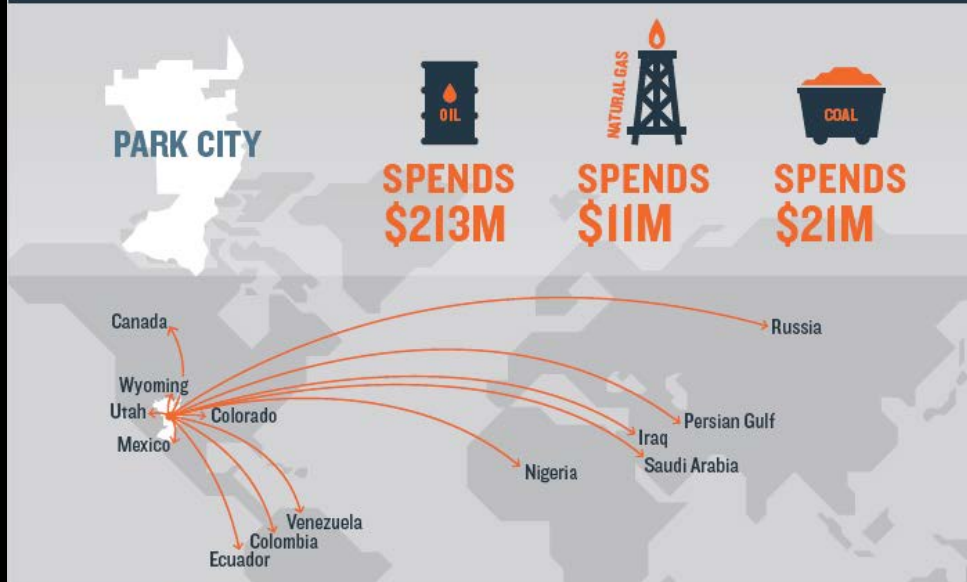 PARK CITY
OIL
NATURAL GAS
COAL
SPENDS
$213M
SPENDS
$11M
SPENDS
$21M
Canada
Russia
Wyoming
Utah
Colorado
Mexico
Persian Gulf
Iraq
Saudi Arabia
Nigeria
Venezuela
Colombia
Ecuador